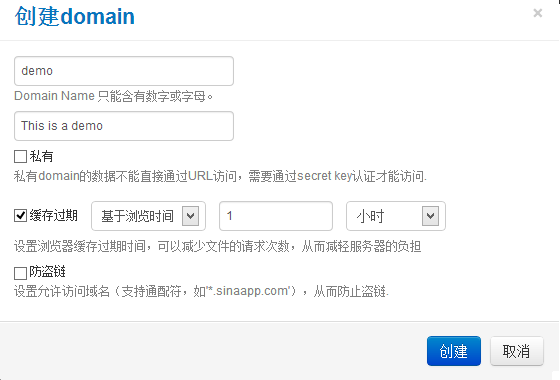 创建domain ×
demo
Domain Name 只能含有数字或字母。
This is a demo
私有
私有domain的数据不能直接通过URL访问，需要通过secret key认证才能访问.
缓存过期 基于浏览时间 1 小时
设置浏览器缓存过期时间，可以减少文件的请求次数，从而减轻服务器的负担
防盗链
设置允许访问域名（支持通配符，如'*.sinaapp.com'），从而防止盗链.
创建 取消